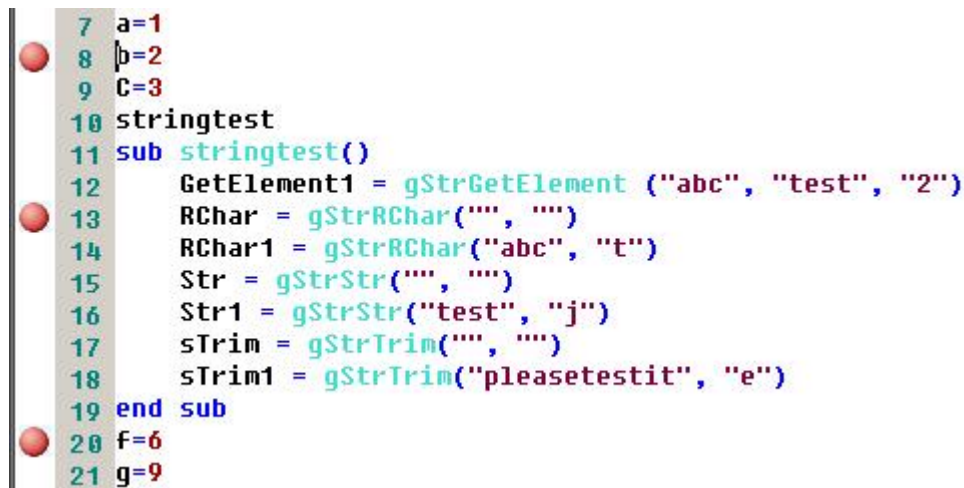 7 a=1
8 b=2
9 C=3
10 stringtest
11 sub stringtest()
12 GetElement1 = gStrGetElement ("abc", "test", "2")
13 RChar = gStrRChar("", "")
14 RChar1 = gStrRChar("abc", "t")
15 Str = gStrStr("", "")
16 Str1 = gStrStr("test", "j")
17 sTrim = gStrTrim("", "")
18 sTrim1 = gStrTrim("pleasetestit", "e")
19 end sub
20 f=6
21 g=9